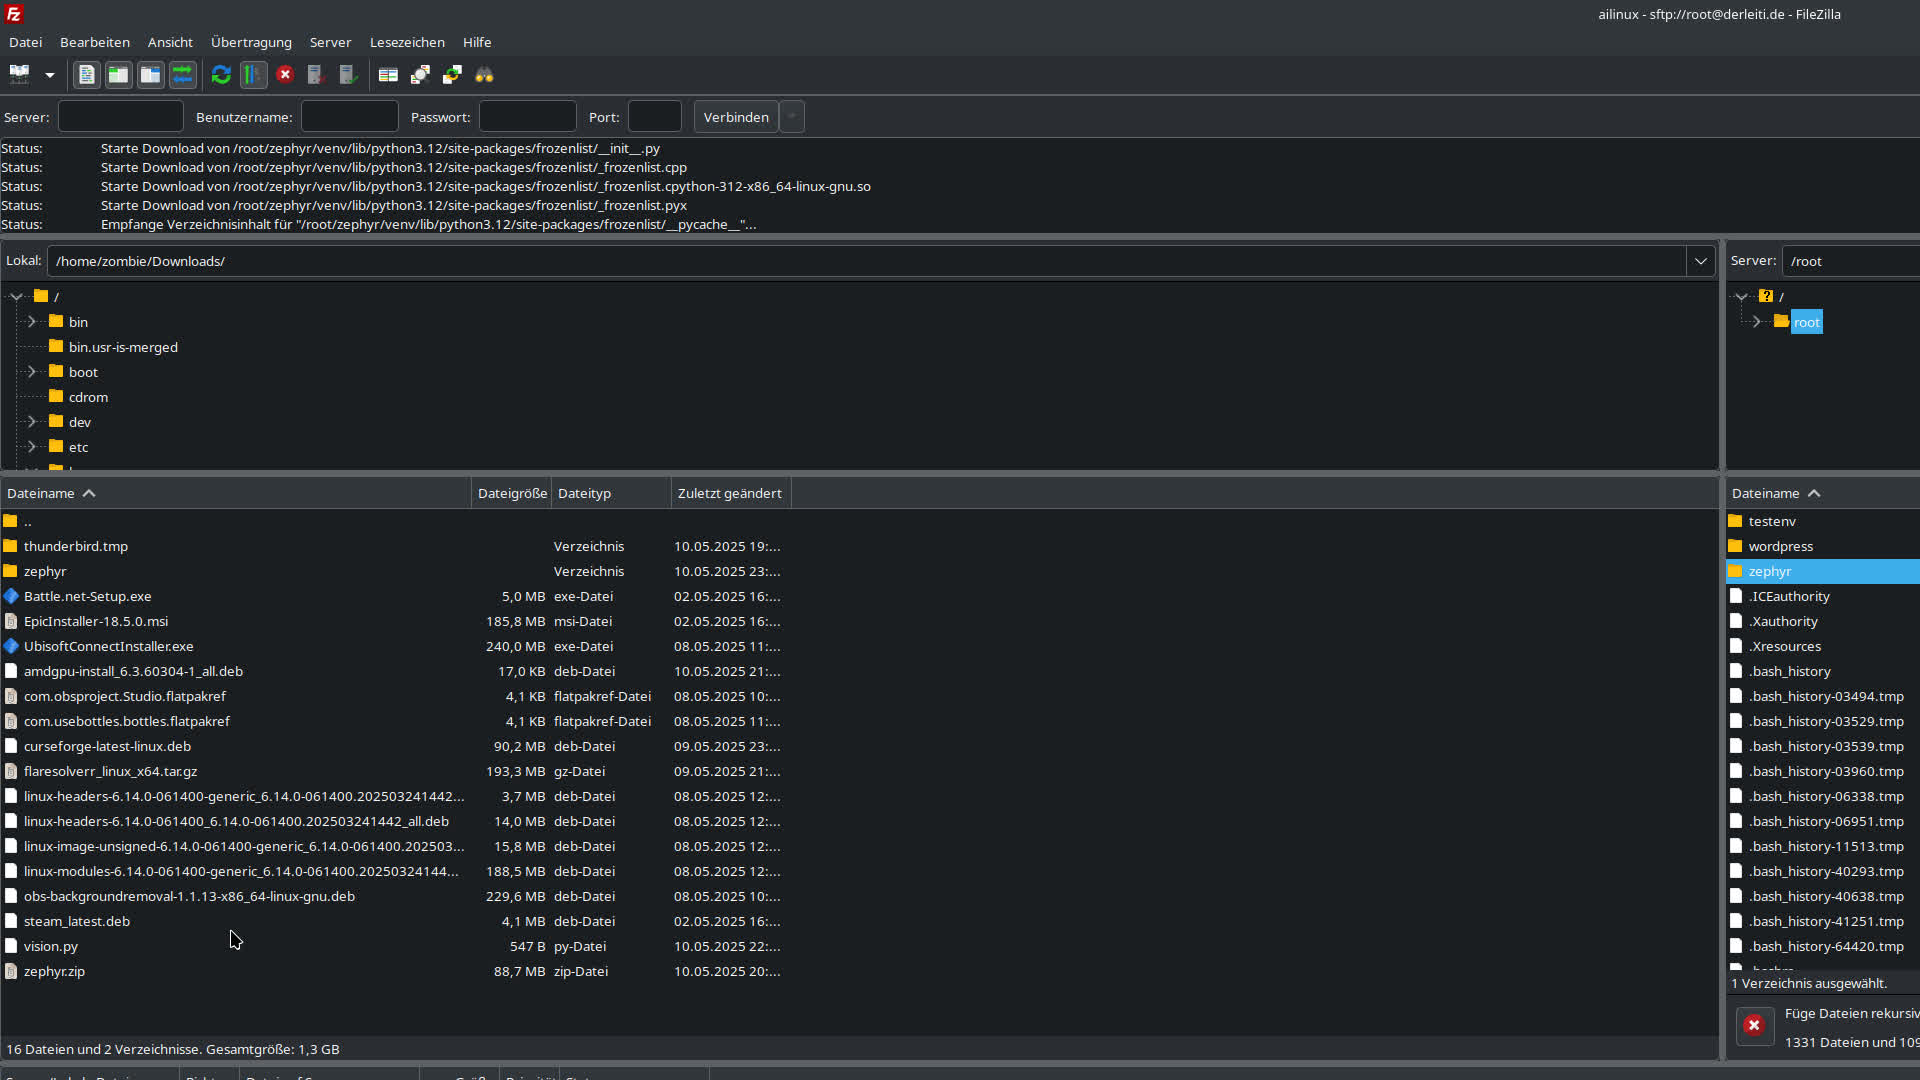 ailinux - sftp://root@derleiti.de - FileZilla
Datei Bearbeiten Ansicht Übertragung Server Lesezeichen Hilfe
Server: Benutzername: Passwort: Port: Verbinden
Status: Starte Download von /root/zephyr/venv/lib/python3.12/site-packages/frozenlist/__init__.py
Status: Starte Download von /root/zephyr/venv/lib/python3.12/site-packages/frozenlist/_frozenlist.cpp
Status: Starte Download von /root/zephyr/venv/lib/python3.12/site-packages/frozenlist/_frozenlist.cpython-312-x86_64-linux-gnu.so
Status: Starte Download von /root/zephyr/venv/lib/python3.12/site-packages/frozenlist/_frozenlist.pyx
Status: Empfange Verzeichnisinhalt für "/root/zephyr/venv/lib/python3.12/site-packages/frozenlist/__pycache__"...
Lokal: /home/zombie/Downloads/
/
bin
bin.usr-is-merged
boot
cdrom
dev
etc
Dateiname Dateigröße Dateityp Zuletzt geändert
..
thunderbird.tmp Verzeichnis 10.05.2025 19:...
zephyr Verzeichnis 10.05.2025 23:...
Battle.net-Setup.exe 5,0 MB exe-Datei 02.05.2025 16:...
EpicInstaller-18.5.0.msi 185,8 MB msi-Datei 02.05.2025 16:...
UbisoftConnectInstaller.exe 240,0 MB exe-Datei 08.05.2025 11:...
amdgpu-install_6.3.60304-1_all.deb 17,0 KB deb-Datei 10.05.2025 21:...
com.obsproject.Studio.flatpakref 4,1 KB flatpakref-Datei 08.05.2025 10:...
com.usebottles.bottles.flatpakref 4,1 KB flatpakref-Datei 08.05.2025 11:...
curseforge-latest-linux.deb 90,2 MB deb-Datei 09.05.2025 23:...
flaresolverr_linux_x64.tar.gz 193,3 MB gz-Datei 09.05.2025 21:...
linux-headers-6.14.0-061400-generic_6.14.0-061400.202503241442... 3,7 MB deb-Datei 08.05.2025 12:...
linux-headers-6.14.0-061400_6.14.0-061400.202503241442_all.deb 14,0 MB deb-Datei 08.05.2025 12:...
linux-image-unsigned-6.14.0-061400-generic_6.14.0-061400.202503... 15,8 MB deb-Datei 08.05.2025 12:...
linux-modules-6.14.0-061400-generic_6.14.0-061400.20250324144... 188,5 MB deb-Datei 08.05.2025 12:...
obs-backgroundremoval-1.1.13-x86_64-linux-gnu.deb 229,6 MB deb-Datei 08.05.2025 10:...
steam_latest.deb 4,1 MB deb-Datei 02.05.2025 16:...
vision.py 547 B py-Datei 10.05.2025 22:...
zephyr.zip 88,7 MB zip-Datei 10.05.2025 20:...
16 Dateien und 2 Verzeichnisse. Gesamtgröße: 1,3 GB
Server: /root
/
root
Dateiname
testenv
wordpress
zephyr
.ICEauthority
.Xauthority
.Xresources
.bash_history
.bash_history-03494.tmp
.bash_history-03529.tmp
.bash_history-03539.tmp
.bash_history-03960.tmp
.bash_history-06338.tmp
.bash_history-06951.tmp
.bash_history-11513.tmp
.bash_history-40293.tmp
.bash_history-40638.tmp
.bash_history-41251.tmp
.bash_history-64420.tmp
1 Verzeichnis ausgewählt.
Füge Dateien rekursiv
1331 Dateien und 109